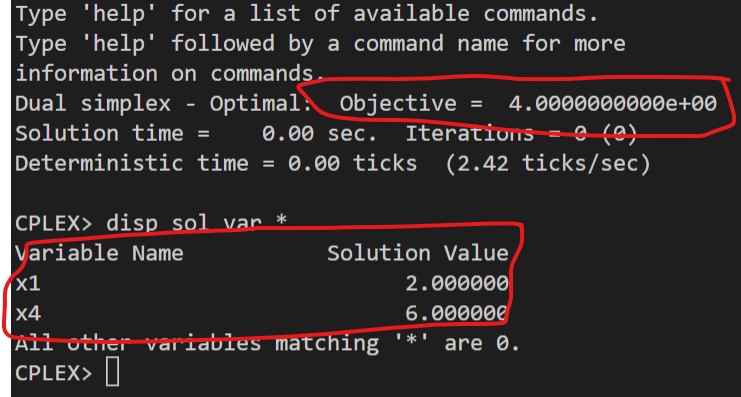 Type 'help' for a list of available commands.
Type 'help' followed by a command name for more
information on commands.
Dual simplex - Optimal:  Objective =  4.0000000000e+00
Solution time =    0.00 sec.  Iterations = 0 (0)
Deterministic time = 0.00 ticks  (2.42 ticks/sec)
CPLEX> disp sol var *
Variable Name           Solution Value
x1                            2.000000
x4                            6.000000
All other variables matching '*' are 0.
CPLEX>